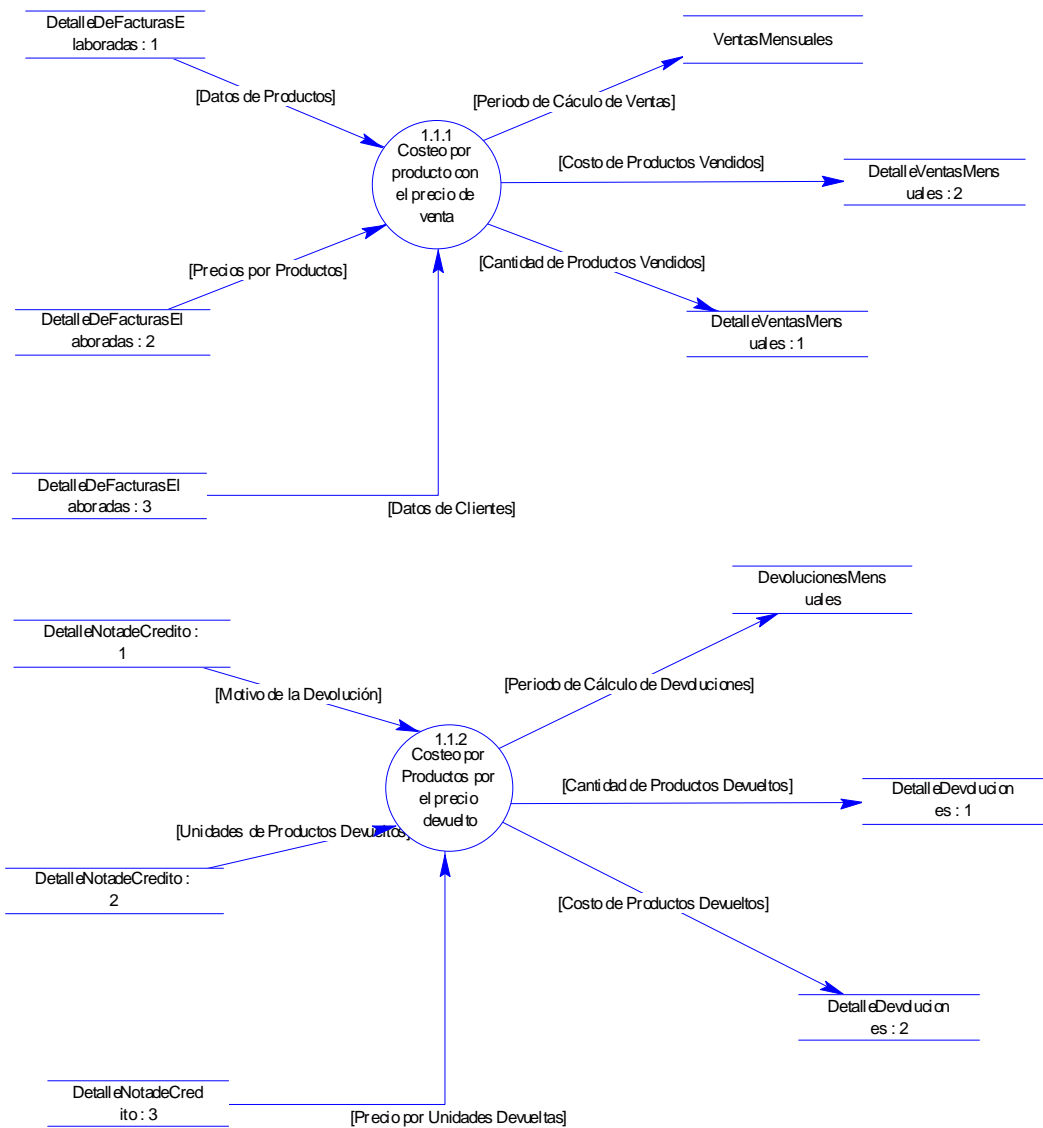 DetalleDeFacturasE
laboradas : 1
VentasMensuales
[Datos de Productos]
[Periodo de Cáculo de Ventas]
1.1.1
Costeo por
producto con
el precio de
venta
[Costo de Productos Vendidos]
DetalleVentasMens
uales : 2
[Precios por Productos]
[Cantidad de Productos Vendidos]
DetalleDeFacturasEl
aboradas : 2
DetalleVentasMens
uales : 1
DetalleDeFacturasEl
aboradas : 3
[Datos de Clientes]
DevolucionesMens
uales
DetalleNotadeCredito :
1
[Motivo de la Devolución]
[Periodo de Cálculo de Devoluciones]
1.1.2
Costeo por
Productos por
el precio
devuelto
[Cantidad de Productos Devueltos]
DetalleDevolucion
es : 1
[Unidades de Productos Devueltos]
DetalleNotadeCredito :
2
[Costo de Productos Devueltos]
DetalleDevolucion
es : 2
DetalleNotadeCred
ito : 3
[Precio por Unidades Devueltas]